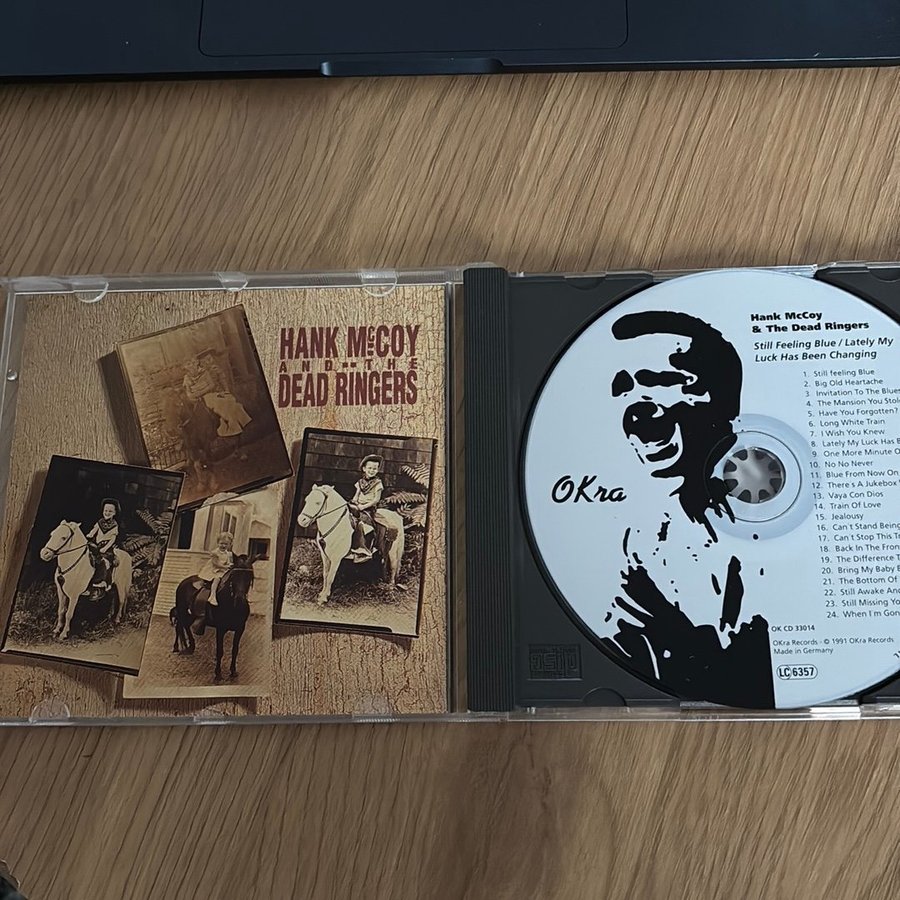 HANK McCOY
AND THE
DEAD RINGERS
Hank McCoy
& The Dead Ringers
Still Feeling Blue / Lately My
Luck Has Been Changing
1. Still feeling Blue
2. Big Old Heartache
3 Invitation To The Blues
4. The Mansion You Stole
5. Have You Forgotten?
6. Long White Train
7. I Wish You Knew
8. Lately My Luck Has
9. One More Minute
10. No No Never
11. Blue From Now On
12. There s A Jukebox
13. Vaya Con Dios
14. Train Of Love
15. Jealousy
16. Can't Stand Being
17. Can't Stop This
18. Back In The
19. The Difference
20. Bring My Baby
21. The Bottom Of
22. Still Awake
23. Still Missing
24. When I'm
OKra
OK CD 33014
OKra Records · © 1991 OKra Records
Made in Germany
LC 6357